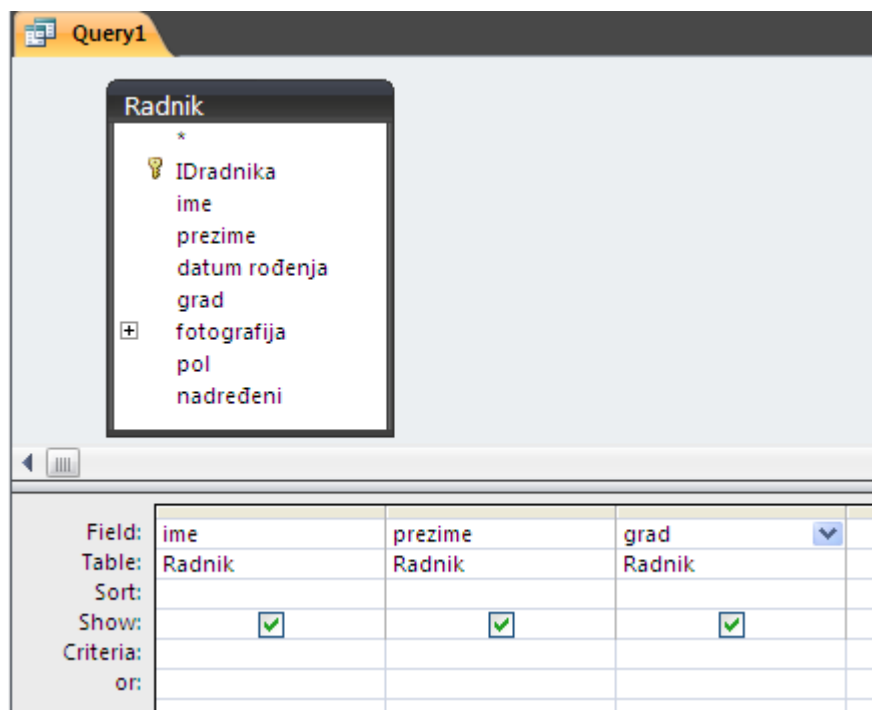 Query1
Radnik
*
IDradnika
ime
prezime
datum rođenja
grad
fotografija
pol
nadređeni
Field: ime prezime grad
Table: Radnik Radnik Radnik
Sort:
Show:
Criteria:
or: